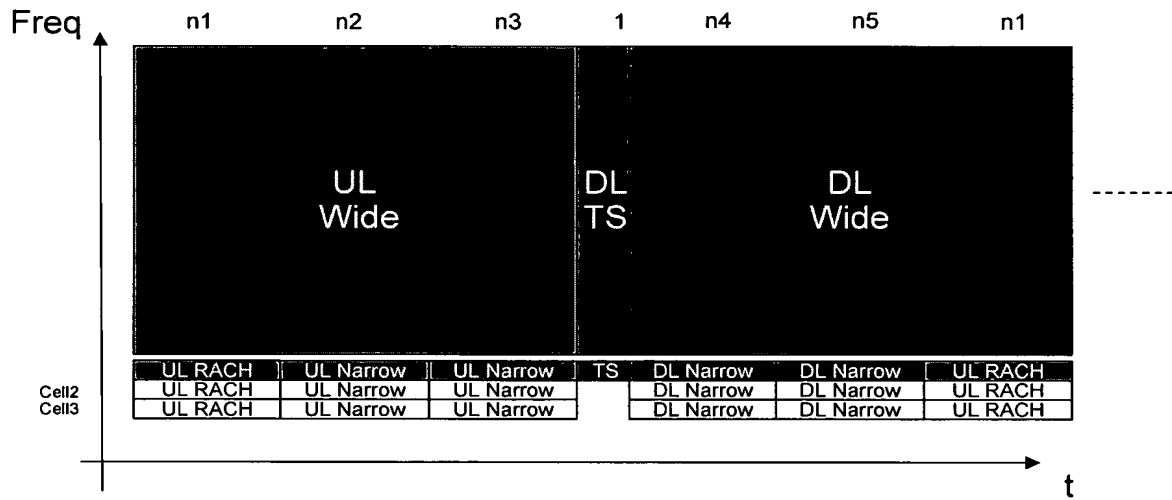 Freq n1 n2 n3 1 n4 n5 n1
UL DL DL
Wide TS Wide
UL RACH UL Narrow UL Narrow TS DL Narrow DL Narrow UL RACH
Cell2 UL RACH UL Narrow UL Narrow DL Narrow DL Narrow UL RACH
Cell3 UL RACH UL Narrow UL Narrow DL Narrow DL Narrow UL RACH
t